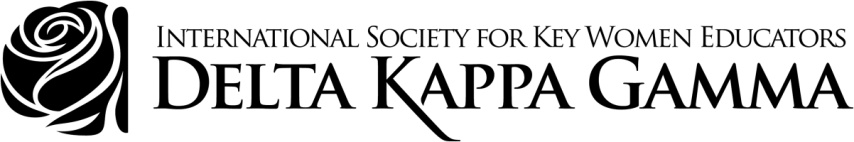 International Society for Key Women Educators
Delta Kappa Gamma